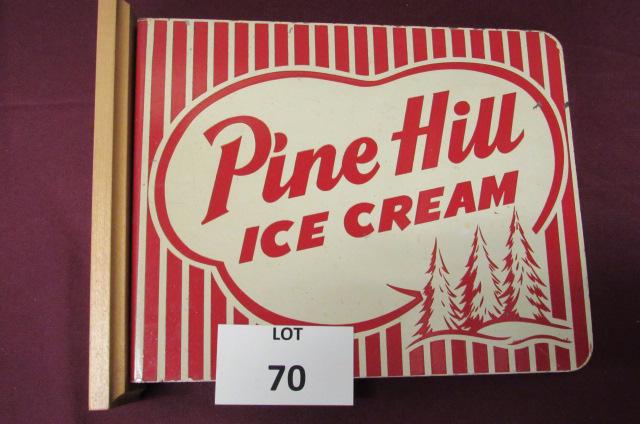 Pine Hill
ICE CREAM
LOT
70